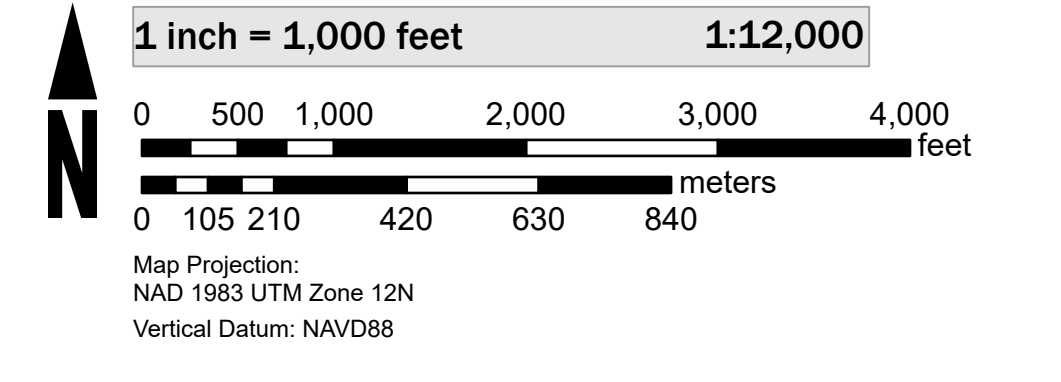 1 inch = 1,000 feet 1:12,000
0 500 1,000 2,000 3,000 4,000
feet
meters
0 105 210 420 630 840
N
Map Projection:
NAD 1983 UTM Zone 12N
Vertical Datum: NAVD88